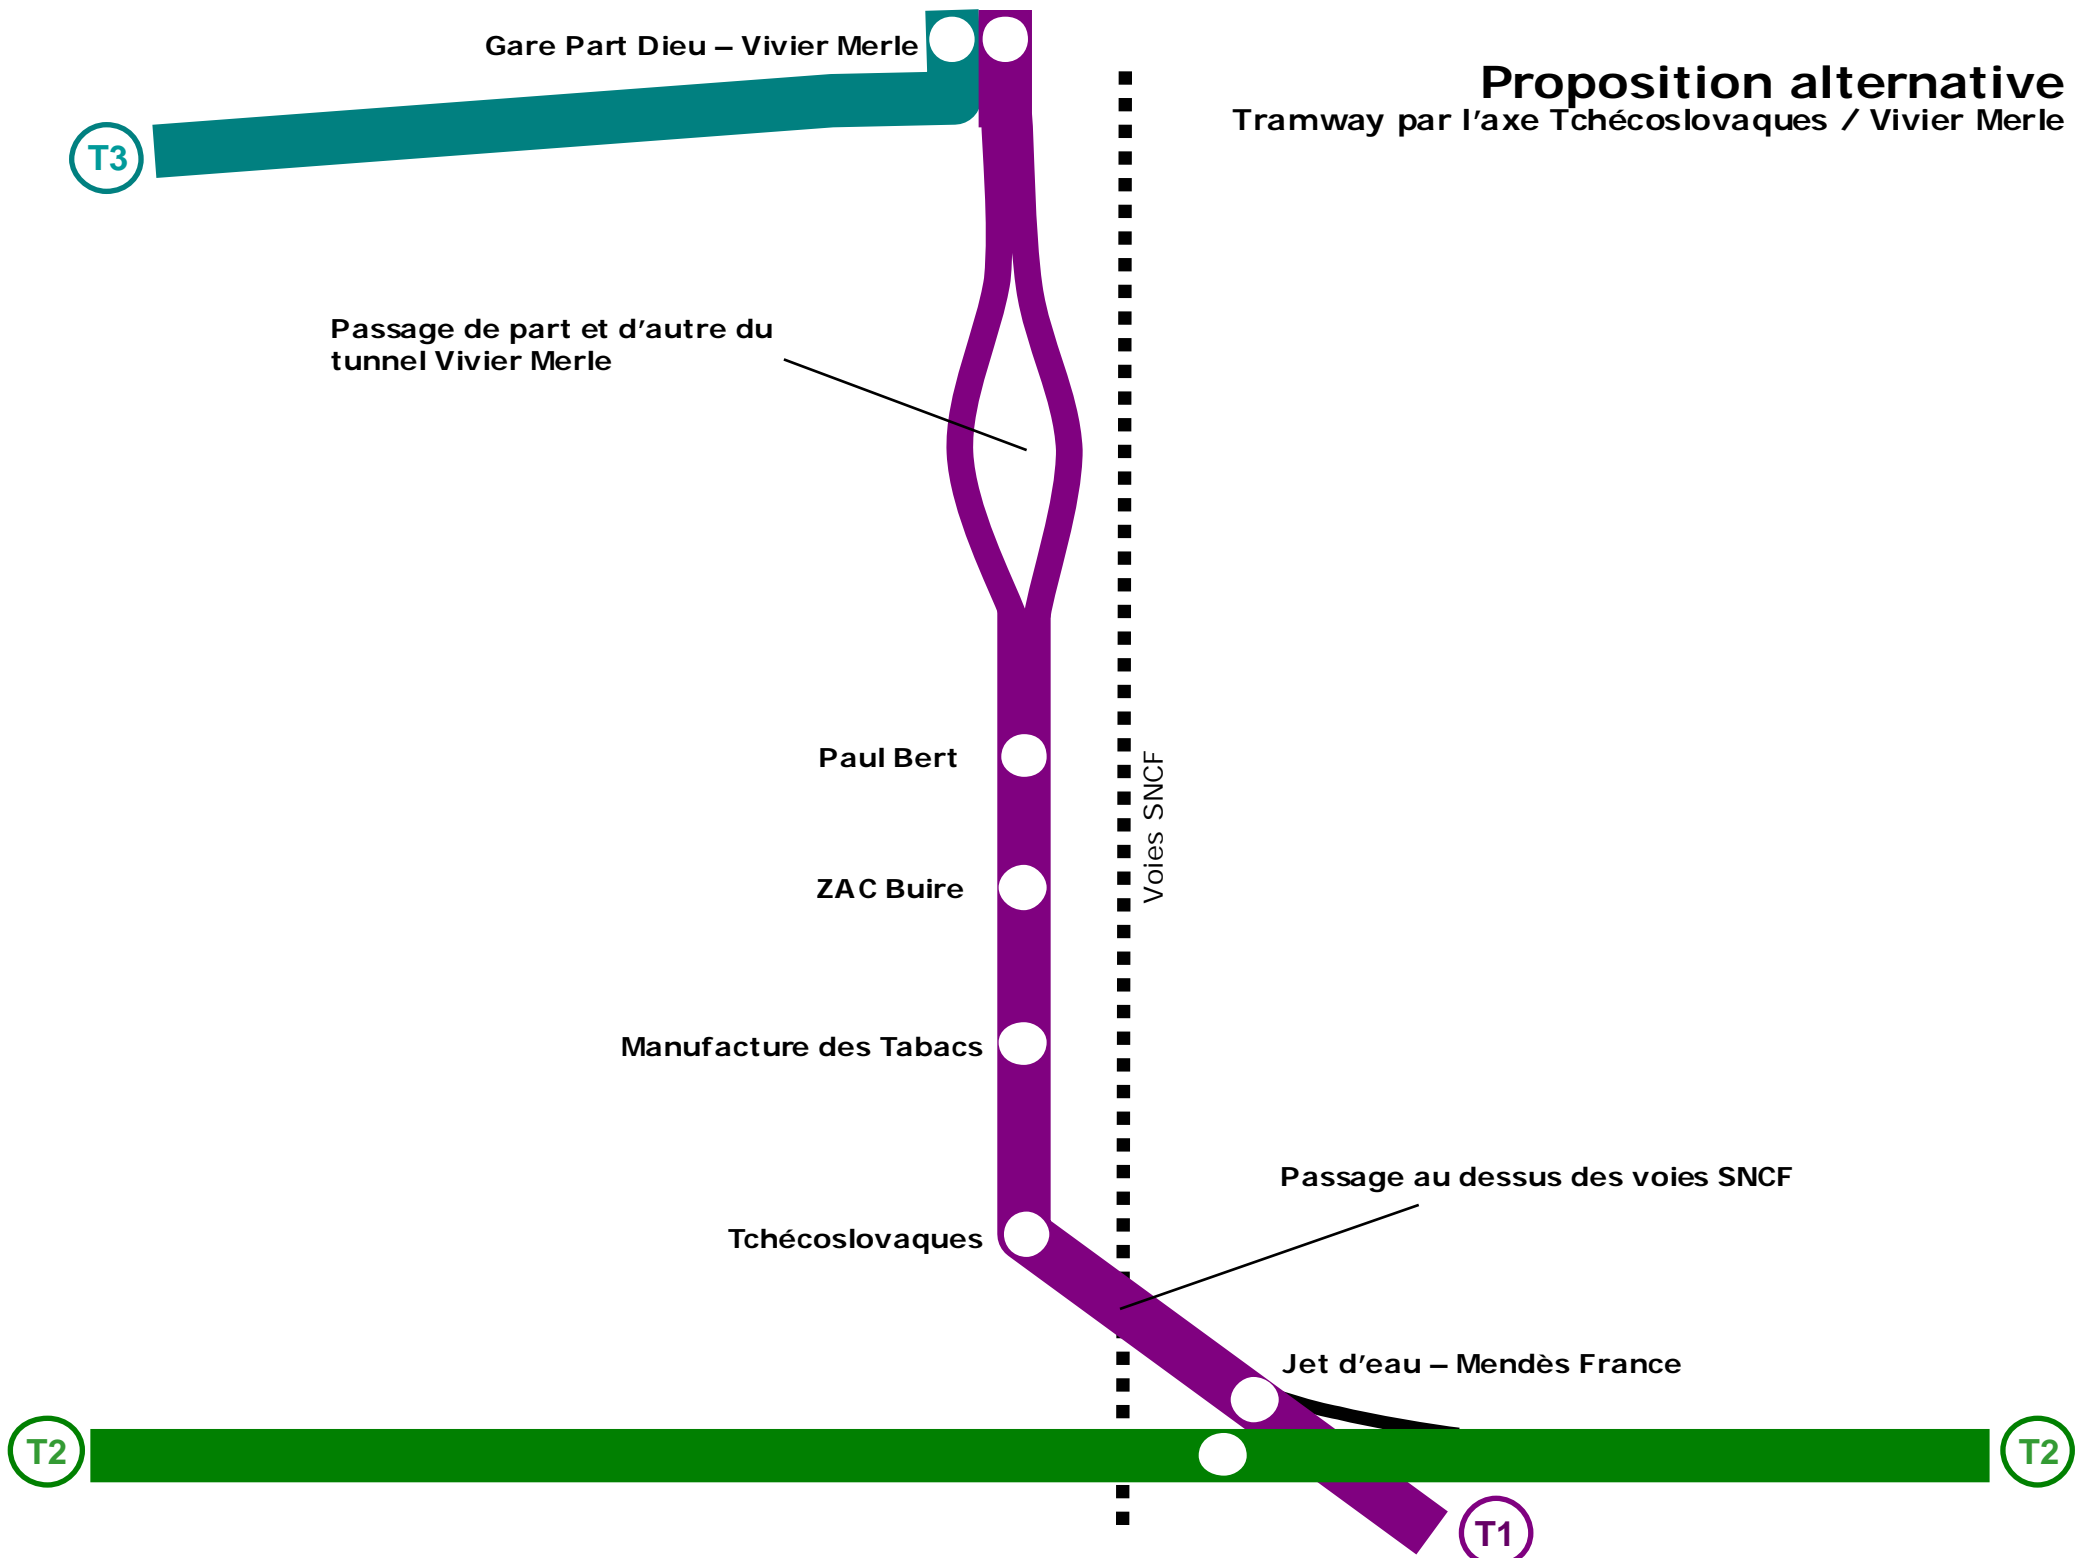 Gare Part Dieu – Vivier Merle
Proposition alternative
Tramway par l’axe Tchécoslovaques / Vivier Merle
T3
Passage de part et d’autre du
tunnel Vivier Merle
Paul Bert
Voies SNCF
ZAC Buire
Manufacture des Tabacs
Passage au dessus des voies SNCF
Tchécoslovaques
Jet d’eau – Mendès France
T2
T2
T1